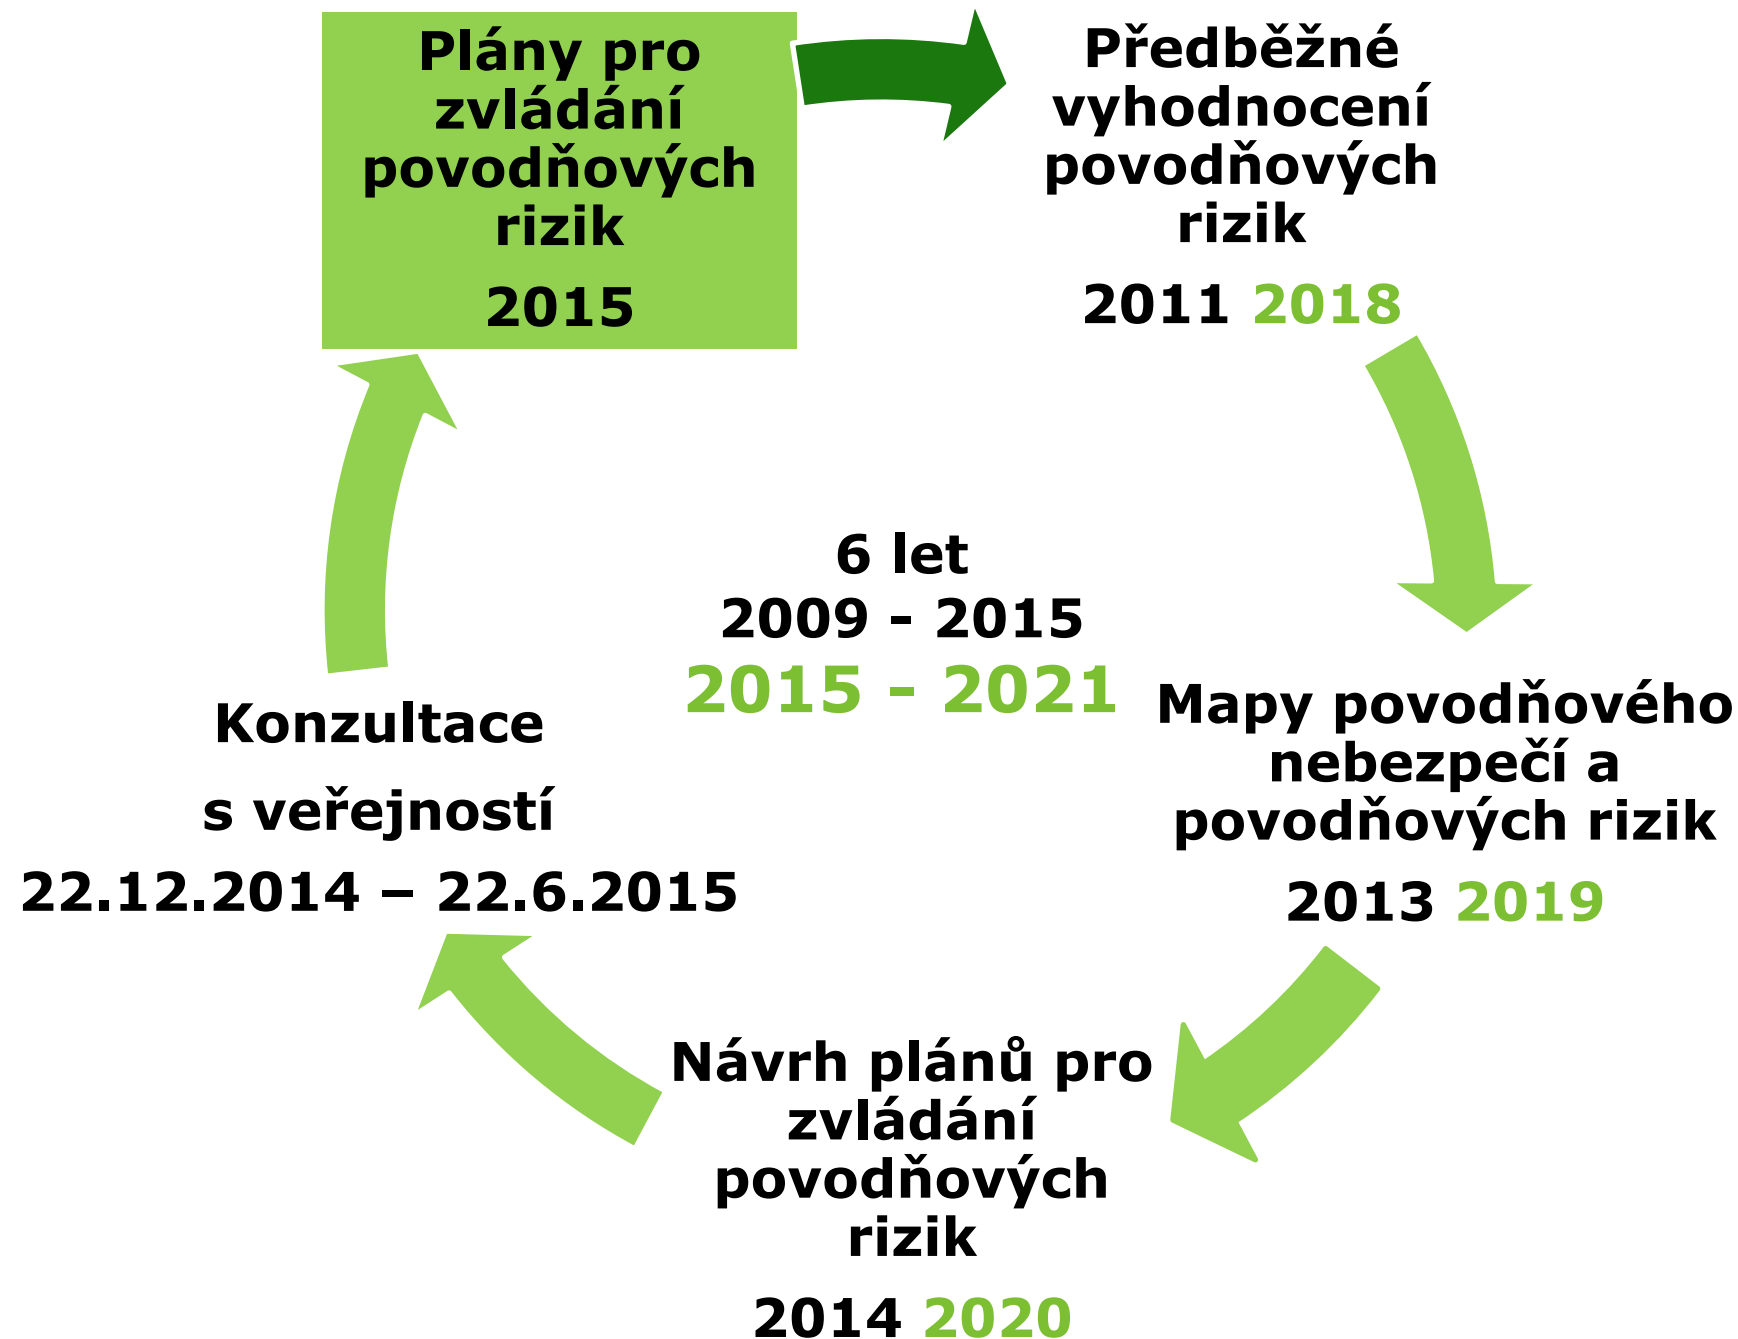 Plány pro
zvládání
povodňových
rizik
2015
Předběžné
vyhodnocení
povodňových
rizik
2011 2018
6 let
2009 - 2015
2015 - 2021
Mapy povodňového
nebezpečí a
povodňových rizik
2013 2019
Návrh plánů pro
zvládání
povodňových
rizik
2014 2020
Konzultace
s veřejností
22.12.2014 – 22.6.2015